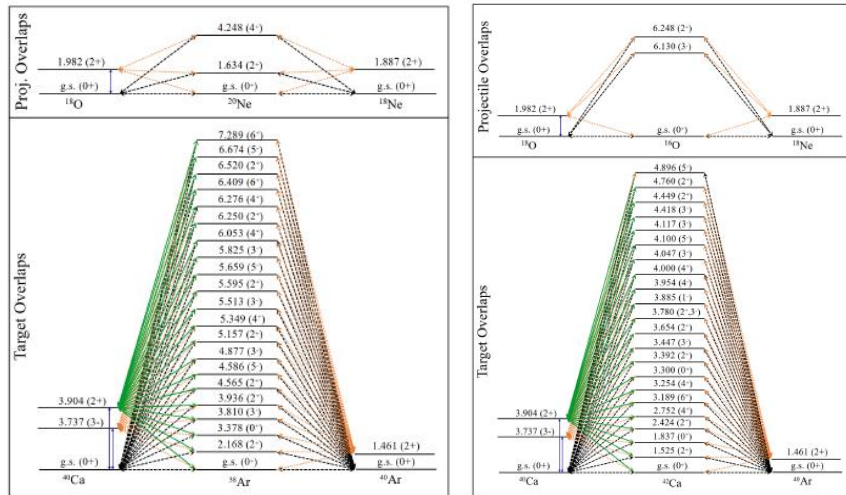 Proj. Overlaps
4.248 (4⁺)
1.982 (2+)
1.634 (2⁺)
1.887 (2+)
g.s. (0+)
g.s. (0⁺)
g.s. (0+)
¹⁸O
²⁰Ne
¹⁸Ne
Target Overlaps
7.289 (6⁺)
6.674 (5⁻)
6.520 (2⁺)
6.409 (6⁺)
6.276 (4⁺)
6.250 (2⁺)
6.053 (4⁺)
5.825 (3⁻)
5.659 (5⁻)
5.595 (2⁺)
5.513 (3⁻)
5.349 (4⁺)
5.157 (2⁺)
4.877 (3⁻)
4.586 (5⁻)
4.565 (2⁺)
3.936 (2⁺)
3.810 (3⁻)
3.378 (0⁺)
2.168 (2⁺)
g.s. (0⁺)
3.904 (2+)
3.737 (3-)
g.s. (0+)
1.461 (2+)
g.s. (0+)
⁴⁰Ca
³⁸Ar
⁴⁰Ar
Projectile Overlaps
6.248 (2⁺)
6.130 (3⁻)
1.982 (2+)
1.887 (2+)
g.s. (0+)
g.s. (0⁺)
g.s. (0+)
¹⁸O
¹⁶O
¹⁸Ne
Target Overlaps
4.896 (5⁻)
4.760 (2⁺)
4.449 (2⁺)
4.418 (3⁻)
4.117 (3⁻)
4.100 (5⁻)
4.047 (3⁻)
4.000 (4⁺)
3.954 (4⁻)
3.885 (1⁻)
3.780 (2⁺,3⁻)
3.654 (2⁺)
3.447 (3⁻)
3.392 (2⁺)
3.300 (0⁺)
3.254 (4⁺)
3.189 (6⁺)
2.752 (4⁺)
2.424 (2⁺)
1.837 (0⁺)
1.525 (2⁺)
g.s. (0⁺)
3.904 (2+)
3.737 (3-)
g.s. (0+)
1.461 (2+)
g.s. (0+)
⁴⁰Ca
⁴²Ca
⁴⁰Ar